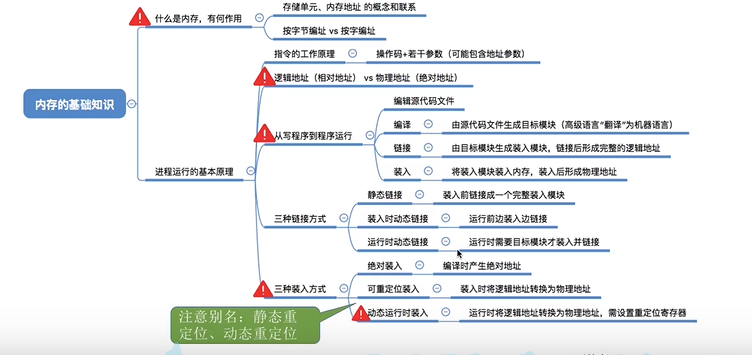 内存的基础知识
什么是内存，有何作用
存储单元、内存地址 的概念和联系
按字节编址 vs 按字编址
进程运行的基本原理
指令的工作原理
操作码+若干参数（可能包含地址参数）
逻辑地址（相对地址） vs 物理地址（绝对地址）
从写程序到程序运行
编辑源代码文件
编译
由源代码文件生成目标模块（高级语言“翻译”为机器语言）
链接
由目标模块生成装入模块，链接后形成完整的逻辑地址
装入
将装入模块装入内存，装入后形成物理地址
三种链接方式
静态链接
装入前链接成一个完整装入模块
装入时动态链接
运行前边装入边链接
运行时动态链接
运行时需要目标模块才装入并链接
三种装入方式
绝对装入
编译时产生绝对地址
可重定位装入
装入时将逻辑地址转换为物理地址
动态运行时装入
运行时将逻辑地址转换为物理地址，需设置重定位寄存器
注意别名：静态重
定位、动态重定位